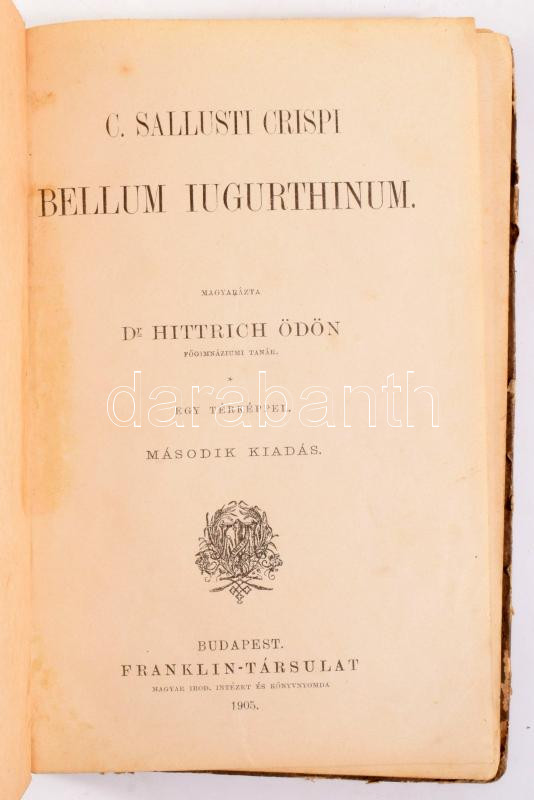 C. SALLUSTI CRISPI
BELLUM IUGURTHINUM.
MAGYARÁZTA
Dr HITTRICH ÖDÖN
FŐGIMNÁZIUMI TANÁR.
*
darabanth
EGY TÉRKÉPPEL.
MÁSODIK KIADÁS.
BUDAPEST.
FRANKLIN-TÁRSULAT
MAGYAR IROD. INTÉZET ÉS KÖNYVNYOMDA
1905.